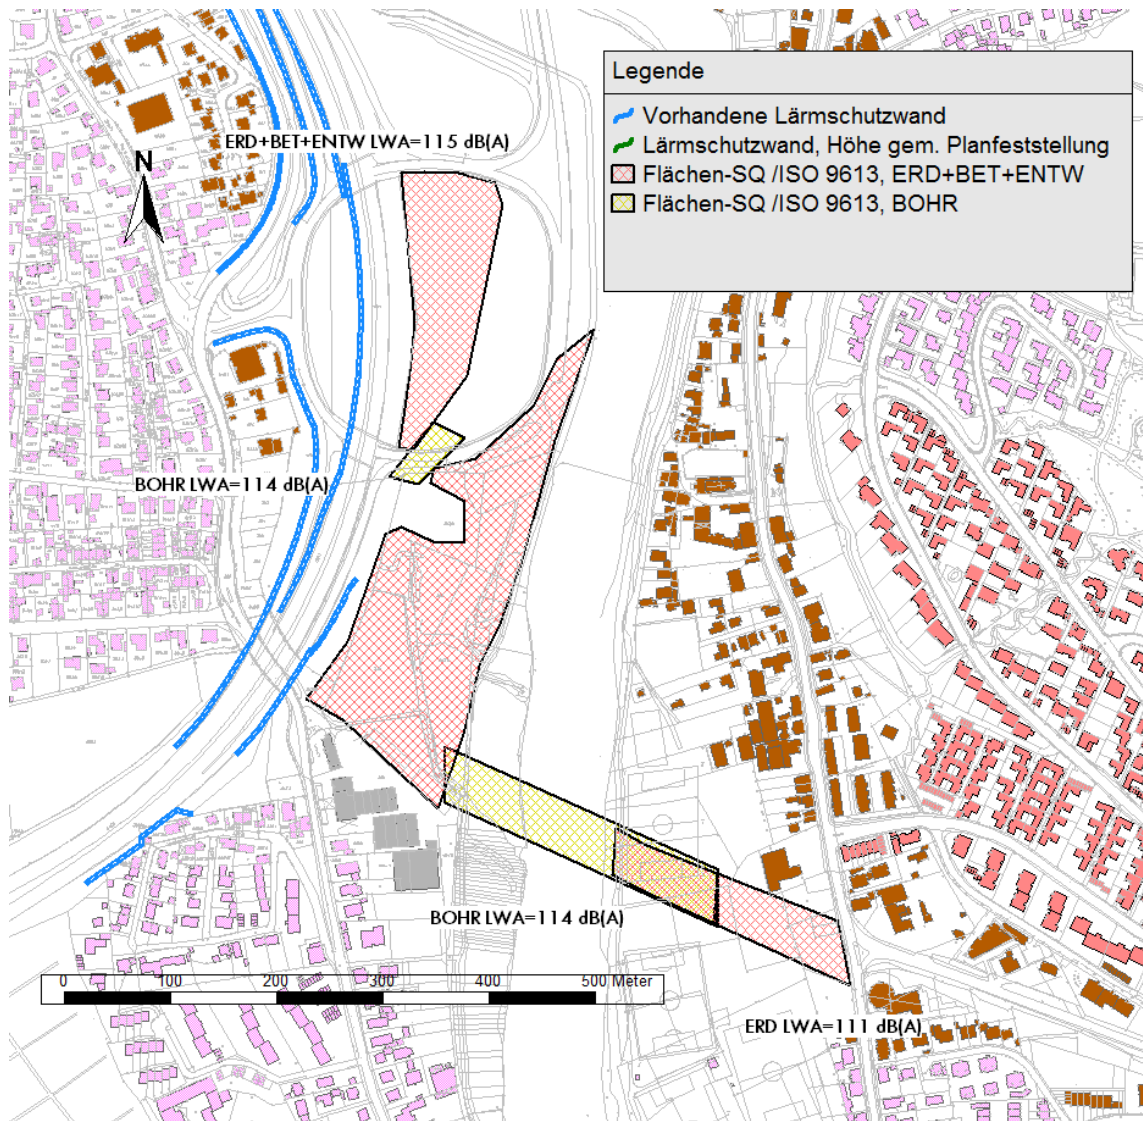 Legende
Vorhandene Lärmschutzwand
Lärmschutzwand, Höhe gem. Planfeststellung
Flächen-SQ /ISO 9613, ERD+BET+ENTW
Flächen-SQ /ISO 9613, BOHR
ERD+BET+ENTW LWA=115 dB(A)
N
BOHR LWA=114 dB(A)
BOHR LWA=114 dB(A)
0 100 200 300 400 500 Meter
ERD LWA=111 dB(A)